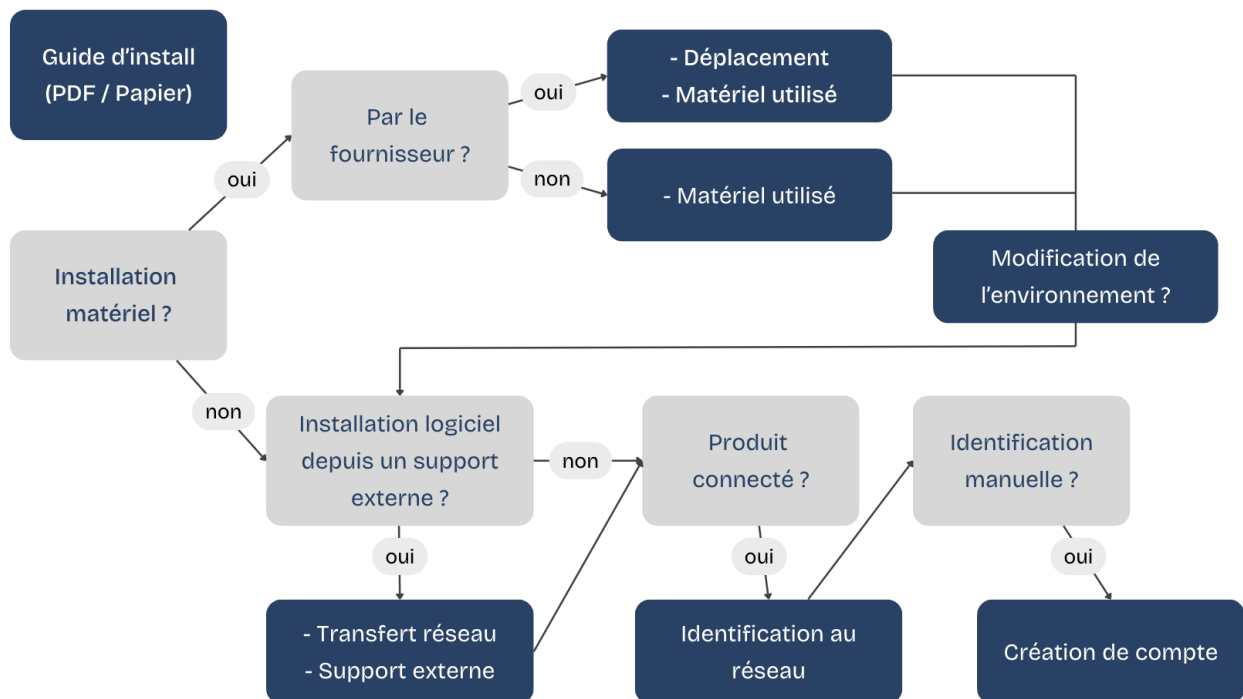 Guide d’install
(PDF / Papier)
Par le
fournisseur ?
oui
- Déplacement
- Matériel utilisé
oui
non
- Matériel utilisé
Installation
matériel ?
Modification de
l’environnement ?
non
Installation logiciel
depuis un support
externe ?
non
Produit
connecté ?
Identification
manuelle ?
oui
oui
oui
- Transfert réseau
- Support externe
Identification au
réseau
Création de compte